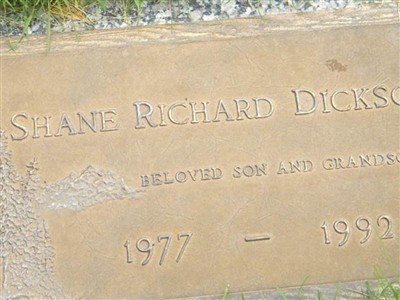 SHANE RICHARD DICKSO
BELOVED SON AND GRANDSO
1977 — 1992